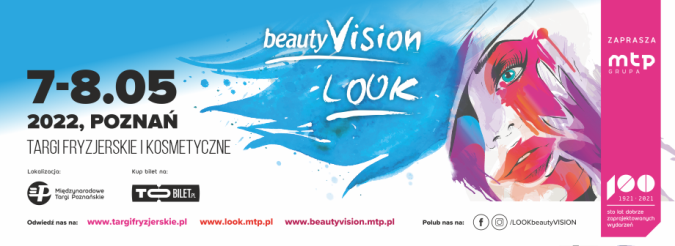 beautyVision
LOOK
7-8.05
2022, POZNAŃ
TARGI FRYZJERSKIE I KOSMETYCZNE
Lokalizacja:
Międzynarodowe
Targi Poznańskie
Kup bilet na:
TOBILET.PL
Odwiedź nas na: www.targifryzjerskie.pl www.look.mtp.pl www.beautyvision.mtp.pl
Polub nas na: /LOOKbeautyVISION
ZAPRASZA
mtp
GRUPA
100
1921-2021
sto lat dobrze
zaprojektowanych
wydarzeń